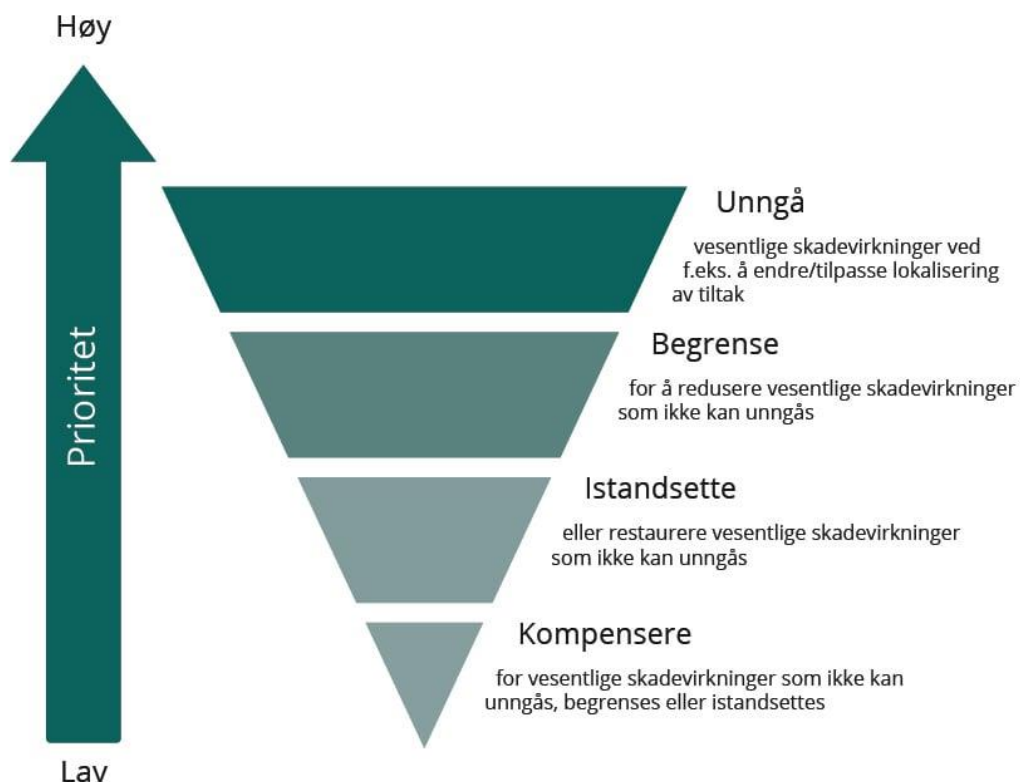 Høy
Prioritet
Lav
Unngå
vesentlige skadevirkninger ved
f.eks. å endre/tilpasse lokalisering
av tiltak
Begrense
for å redusere vesentlige skadevirkninger
som ikke kan unngås
Istandsette
eller restaurere vesentlige skadevirkninger
som ikke kan unngås
Kompensere
for vesentlige skadevirkninger som ikke kan
unngås, begrenses eller istandsettes